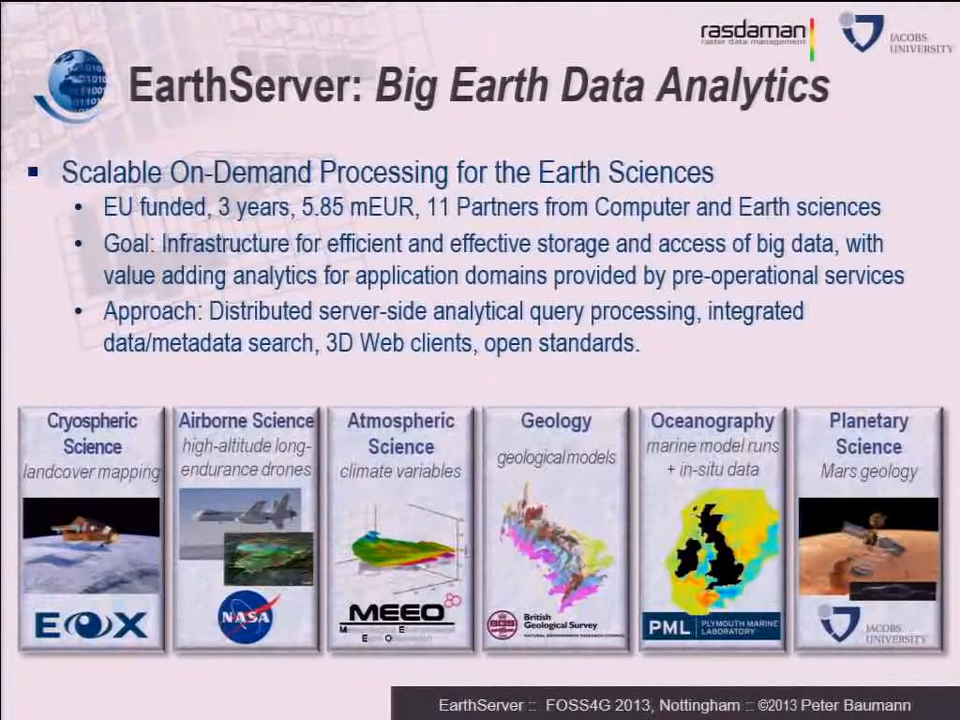 rasdaman
raster data management
JACOBS
UNIVERSITY
EarthServer: Big Earth Data Analytics
▪ Scalable On-Demand Processing for the Earth Sciences
• EU funded, 3 years, 5.85 mEUR, 11 Partners from Computer and Earth sciences
• Goal: Infrastructure for efficient and effective storage and access of big data, with
value adding analytics for application domains provided by pre-operational services
• Approach: Distributed server-side analytical query processing, integrated
data/metadata search, 3D Web clients, open standards.
Cryospheric
Science
landcover mapping
EOX
Airborne Science
high-altitude long-
endurance drones
NASA
Atmospheric
Science
climate variables
MEEO
Geology
geological models
BGS
British
Geological Survey
NATURAL ENVIRONMENT RESEARCH COUNCIL
Oceanography
marine model runs
+ in-situ data
PML
PLYMOUTH MARINE
LABORATORY
Planetary
Science
Mars geology
JACOBS
UNIVERSITY
EarthServer :: FOSS4G 2013, Nottingham :: ©2013 Peter Baumann